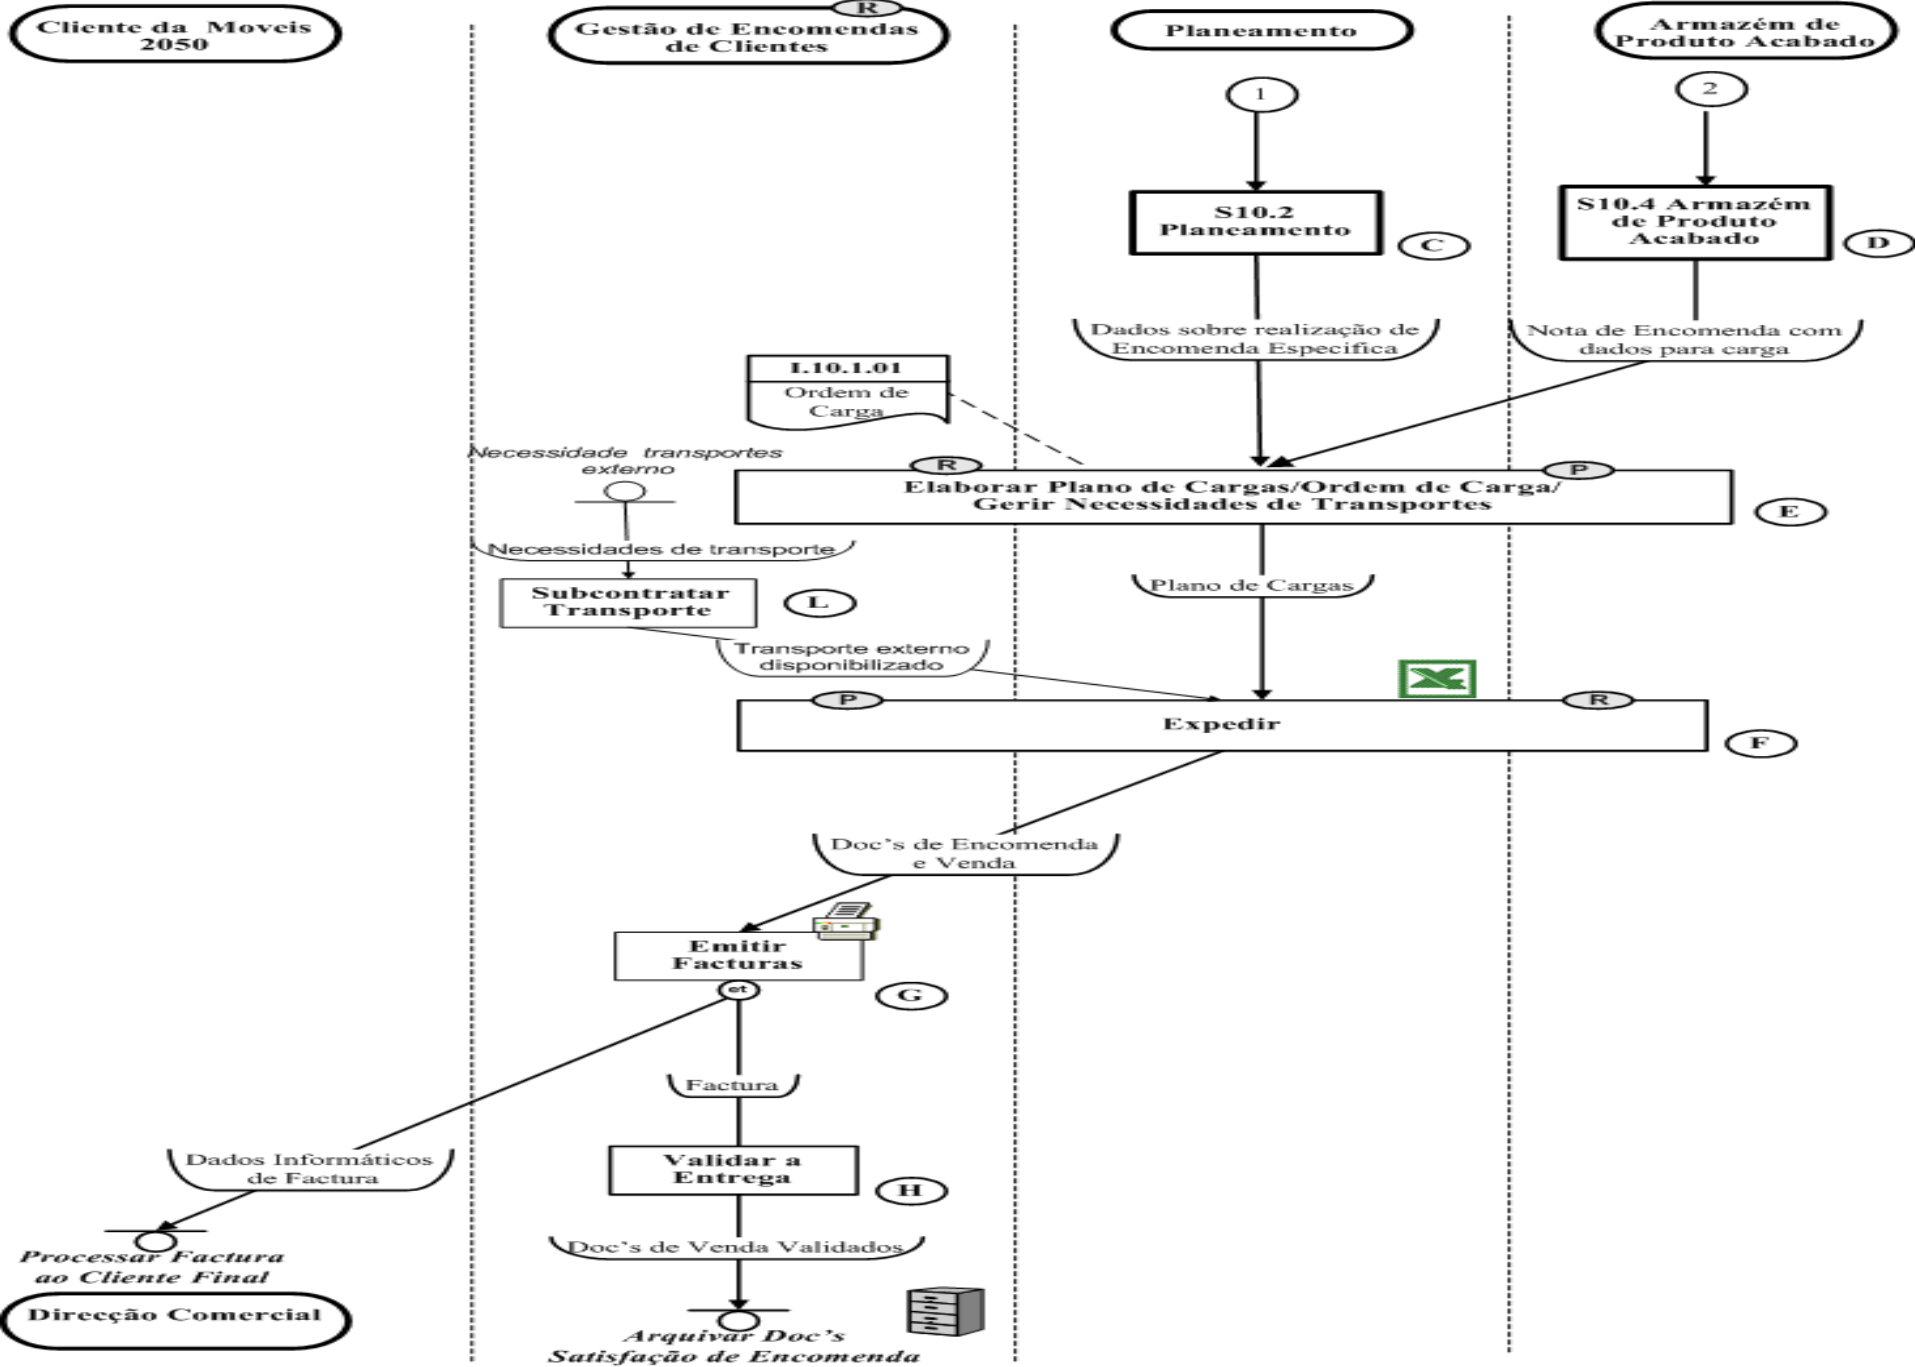 Cliente da Moveis
2050
R
Gestão de Encomendas
de Clientes
Planeamento
Armazém de
Produto Acabado
1
2
S10.2
Planeamento
C
S10.4 Armazém
de Produto
Acabado
D
Dados sobre realização de
Encomenda Especifica
Nota de Encomenda com
dados para carga
I.10.1.01
Ordem de
Carga
Necessidade transportes
externo
R
P
Elaborar Plano de Cargas/Ordem de Carga/
Gerir Necessidades de Transportes
E
Necessidades de transporte
Subcontratar
Transporte
L
Plano de Cargas
Transporte externo
disponibilizado
P
R
Expedir
F
Doc's de Encomenda
e Venda
Emitir
Facturas
et
G
Factura
Dados Informáticos
de Factura
Validar a
Entrega
H
Processar Factura
ao Cliente Final
Doc's de Venda Validados
Direcção Comercial
Arquivar Doc's
Satisfação de Encomenda